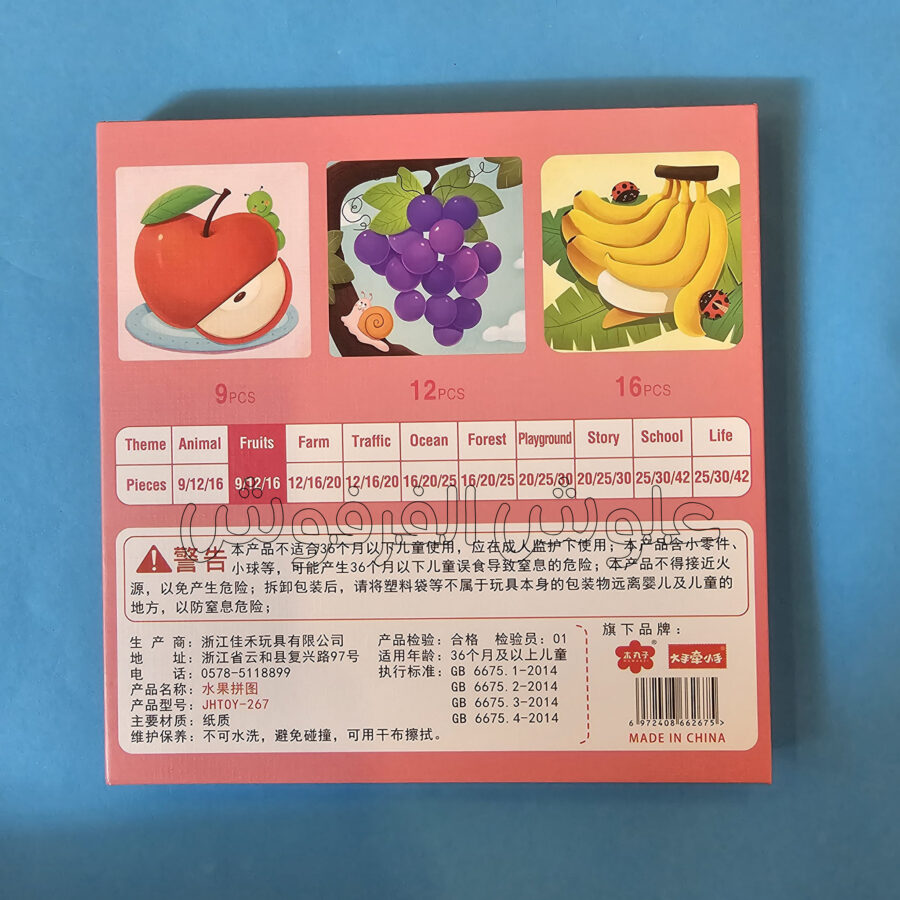 9PCS 12PCS 16PCS
Theme Animal Fruits Farm Traffic Ocean Forest Playground Story School Life
Pieces 9/12/16 9/12/16 12/16/20 12/16/20 16/20/25 16/20/25 20/25/30 20/25/30 25/30/42 25/30/42
علوش الفرفوش
警告 本产品不适合36个月以下儿童使用，应在成人监护下使用；本产品含小零件、
小球等，可能产生36个月以下儿童误食导致窒息的危险；本产品不得接近火
源，以免产生危险；拆卸包装后，请将塑料袋等不属于玩具本身的包装物远离婴儿及儿童的
地方，以防窒息危险；
生产商：浙江佳禾玩具有限公司
地址：浙江省云和县复兴路97号
电话：0578-5118899
产品名称：水果拼图
产品型号：JHTOY-267
主要材质：纸质
维护保养：不可水洗，避免碰撞，可用干布擦拭。
产品检验：合格 检验员：01
适用年龄：36个月及以上儿童
执行标准：GB 6675.1-2014
GB 6675.2-2014
GB 6675.3-2014
GB 6675.4-2014
旗下品牌：
木丸子® 大手牵小手
6 972408 662675 >
MADE IN CHINA